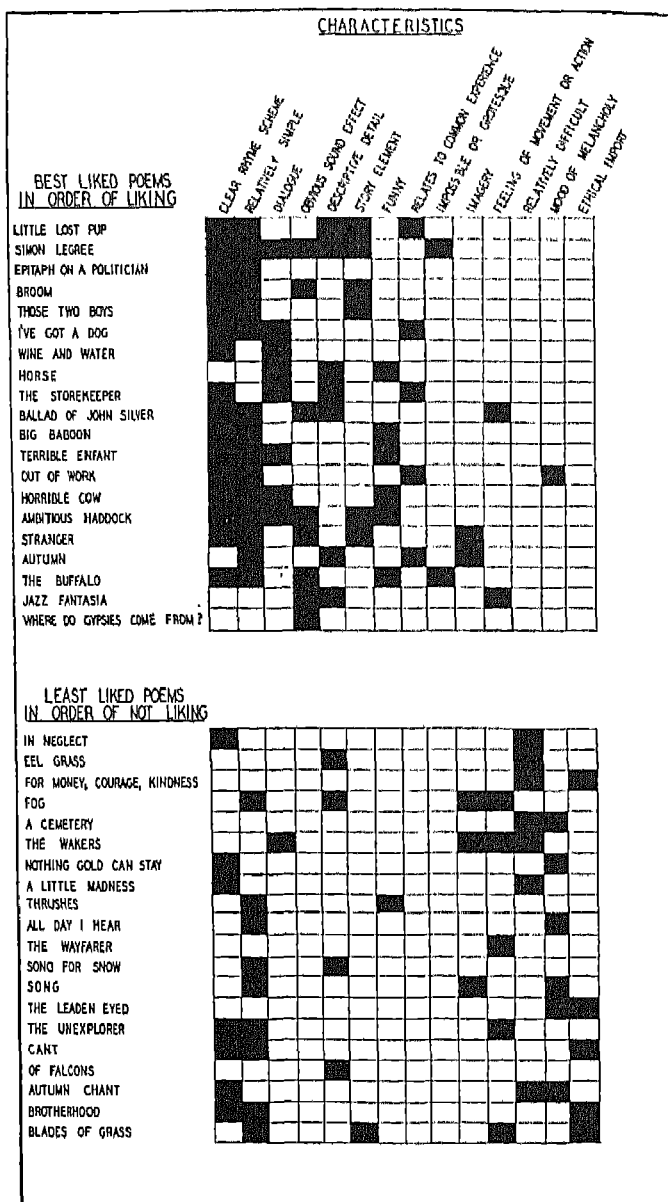 CHARACTERISTICS
CLEAR RHYME SCHEME
RELATIVELY SIMPLE
DIALOGUE
OBVIOUS SOUND EFFECT
DESCRIPTIVE DETAIL
STORY ELEMENT
FUNNY
RELATES TO COMMON EXPERIENCE
IMPOSSIBLE OR GROTESQUE
IMAGERY
FEELING OF MOVEMENT OR ACTION
RELATIVELY DIFFICULT
MOOD OF MELANCHOLY
ETHICAL IMPORT
BEST LIKED POEMS
IN ORDER OF LIKING
LITTLE LOST PUP
SIMON LEGREE
EPITAPH ON A POLITICIAN
BROOM
THOSE TWO BOYS
I'VE GOT A DOG
WINE AND WATER
HORSE
THE STOREKEEPER
BALLAD OF JOHN SILVER
BIG BABOON
TERRIBLE ENFANT
OUT OF WORK
HORRIBLE COW
AMBITIOUS HADDOCK
STRANGER
AUTUMN
THE BUFFALO
JAZZ FANTASIA
WHERE DO GYPSIES COME FROM?
LEAST LIKED POEMS
IN ORDER OF NOT LIKING
IN NEGLECT
EEL GRASS
FOR MONEY, COURAGE, KINDNESS
FOG
A CEMETERY
THE WAKERS
NOTHING GOLD CAN STAY
A LITTLE MADNESS
THRUSHES
ALL DAY I HEAR
THE WAYFARER
SONG FOR SNOW
SONG
THE LEADEN EYED
THE UNEXPLORER
CANT
OF FALCONS
AUTUMN CHANT
BROTHERHOOD
BLADES OF GRASS